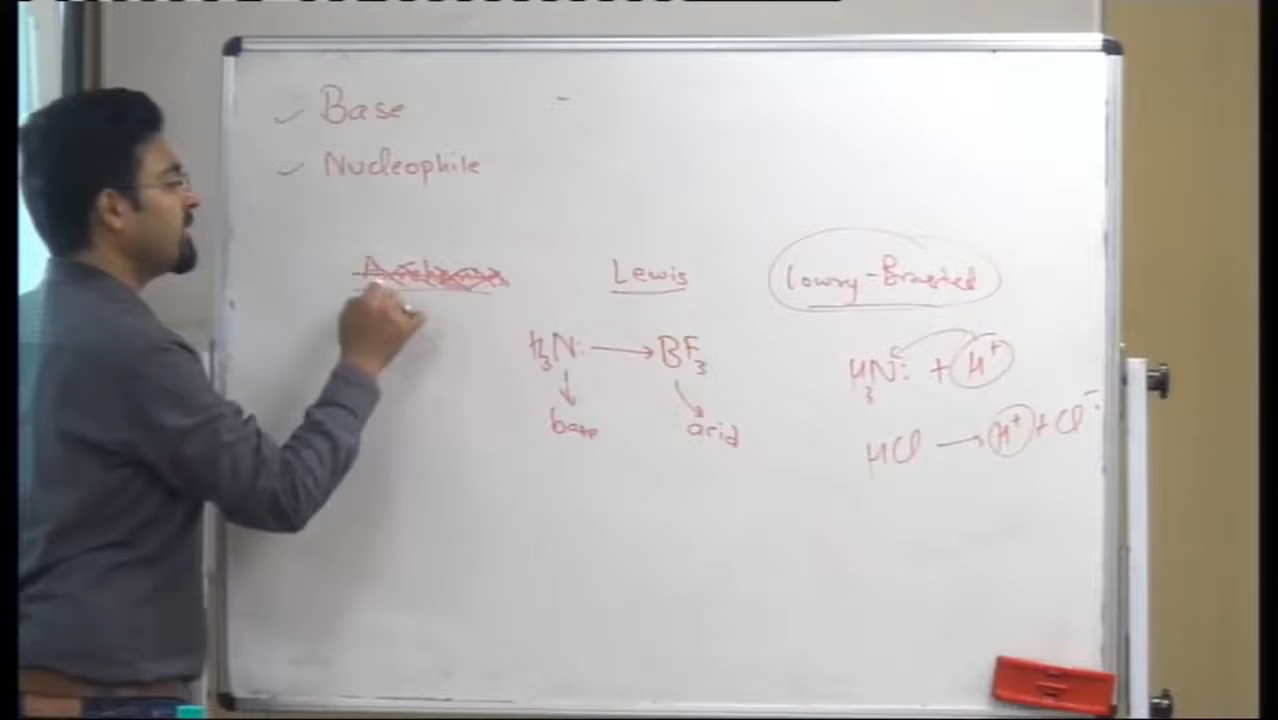 Base
Nucleophile
Lewis
Lowry-Bronsted
H₃N: ⟶ BF₃
base
acid
H₃N: + H⁺
HCl ⟶ H⁺ + Cl⁻